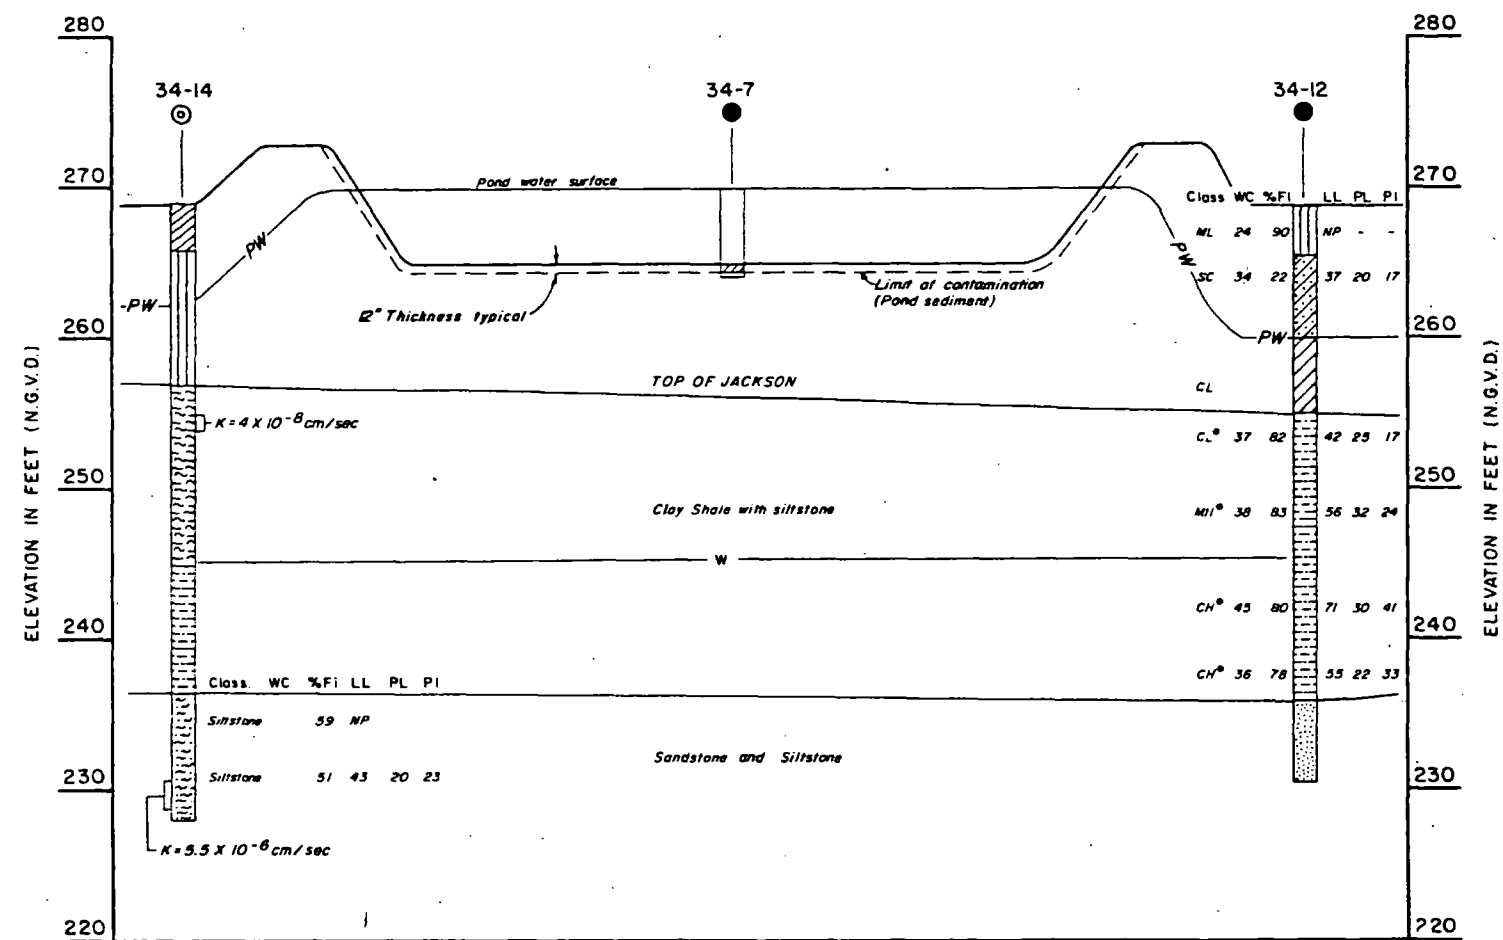 280
280
34-14
34-7
34-12
270
Pond water surface
270
Class WC %Fi LL PL PI
ML 24 90 NP - -
PW
PW
SC 34 22 37 20 17
Limit of contamination
(Pond sediment)
-PW
12" Thickness typical
260
PW
260
TOP OF JACKSON
CL
K=4 X 10-8 cm/sec
CL* 37 82 42 25 17
250
250
Clay Shale with siltstone
MH* 38 83 56 32 24
W
CH* 45 80 71 30 41
240
240
CH* 36 78 55 22 33
Class. WC %Fi LL PL PI
Siltstone 59 NP
Sandstone and Siltstone
Siltstone 51 43 20 23
230
230
K=5.5 X 10-6 cm/sec
220
220
ELEVATION IN FEET (N.G.V.D.)
ELEVATION IN FEET (N.G.V.D.)